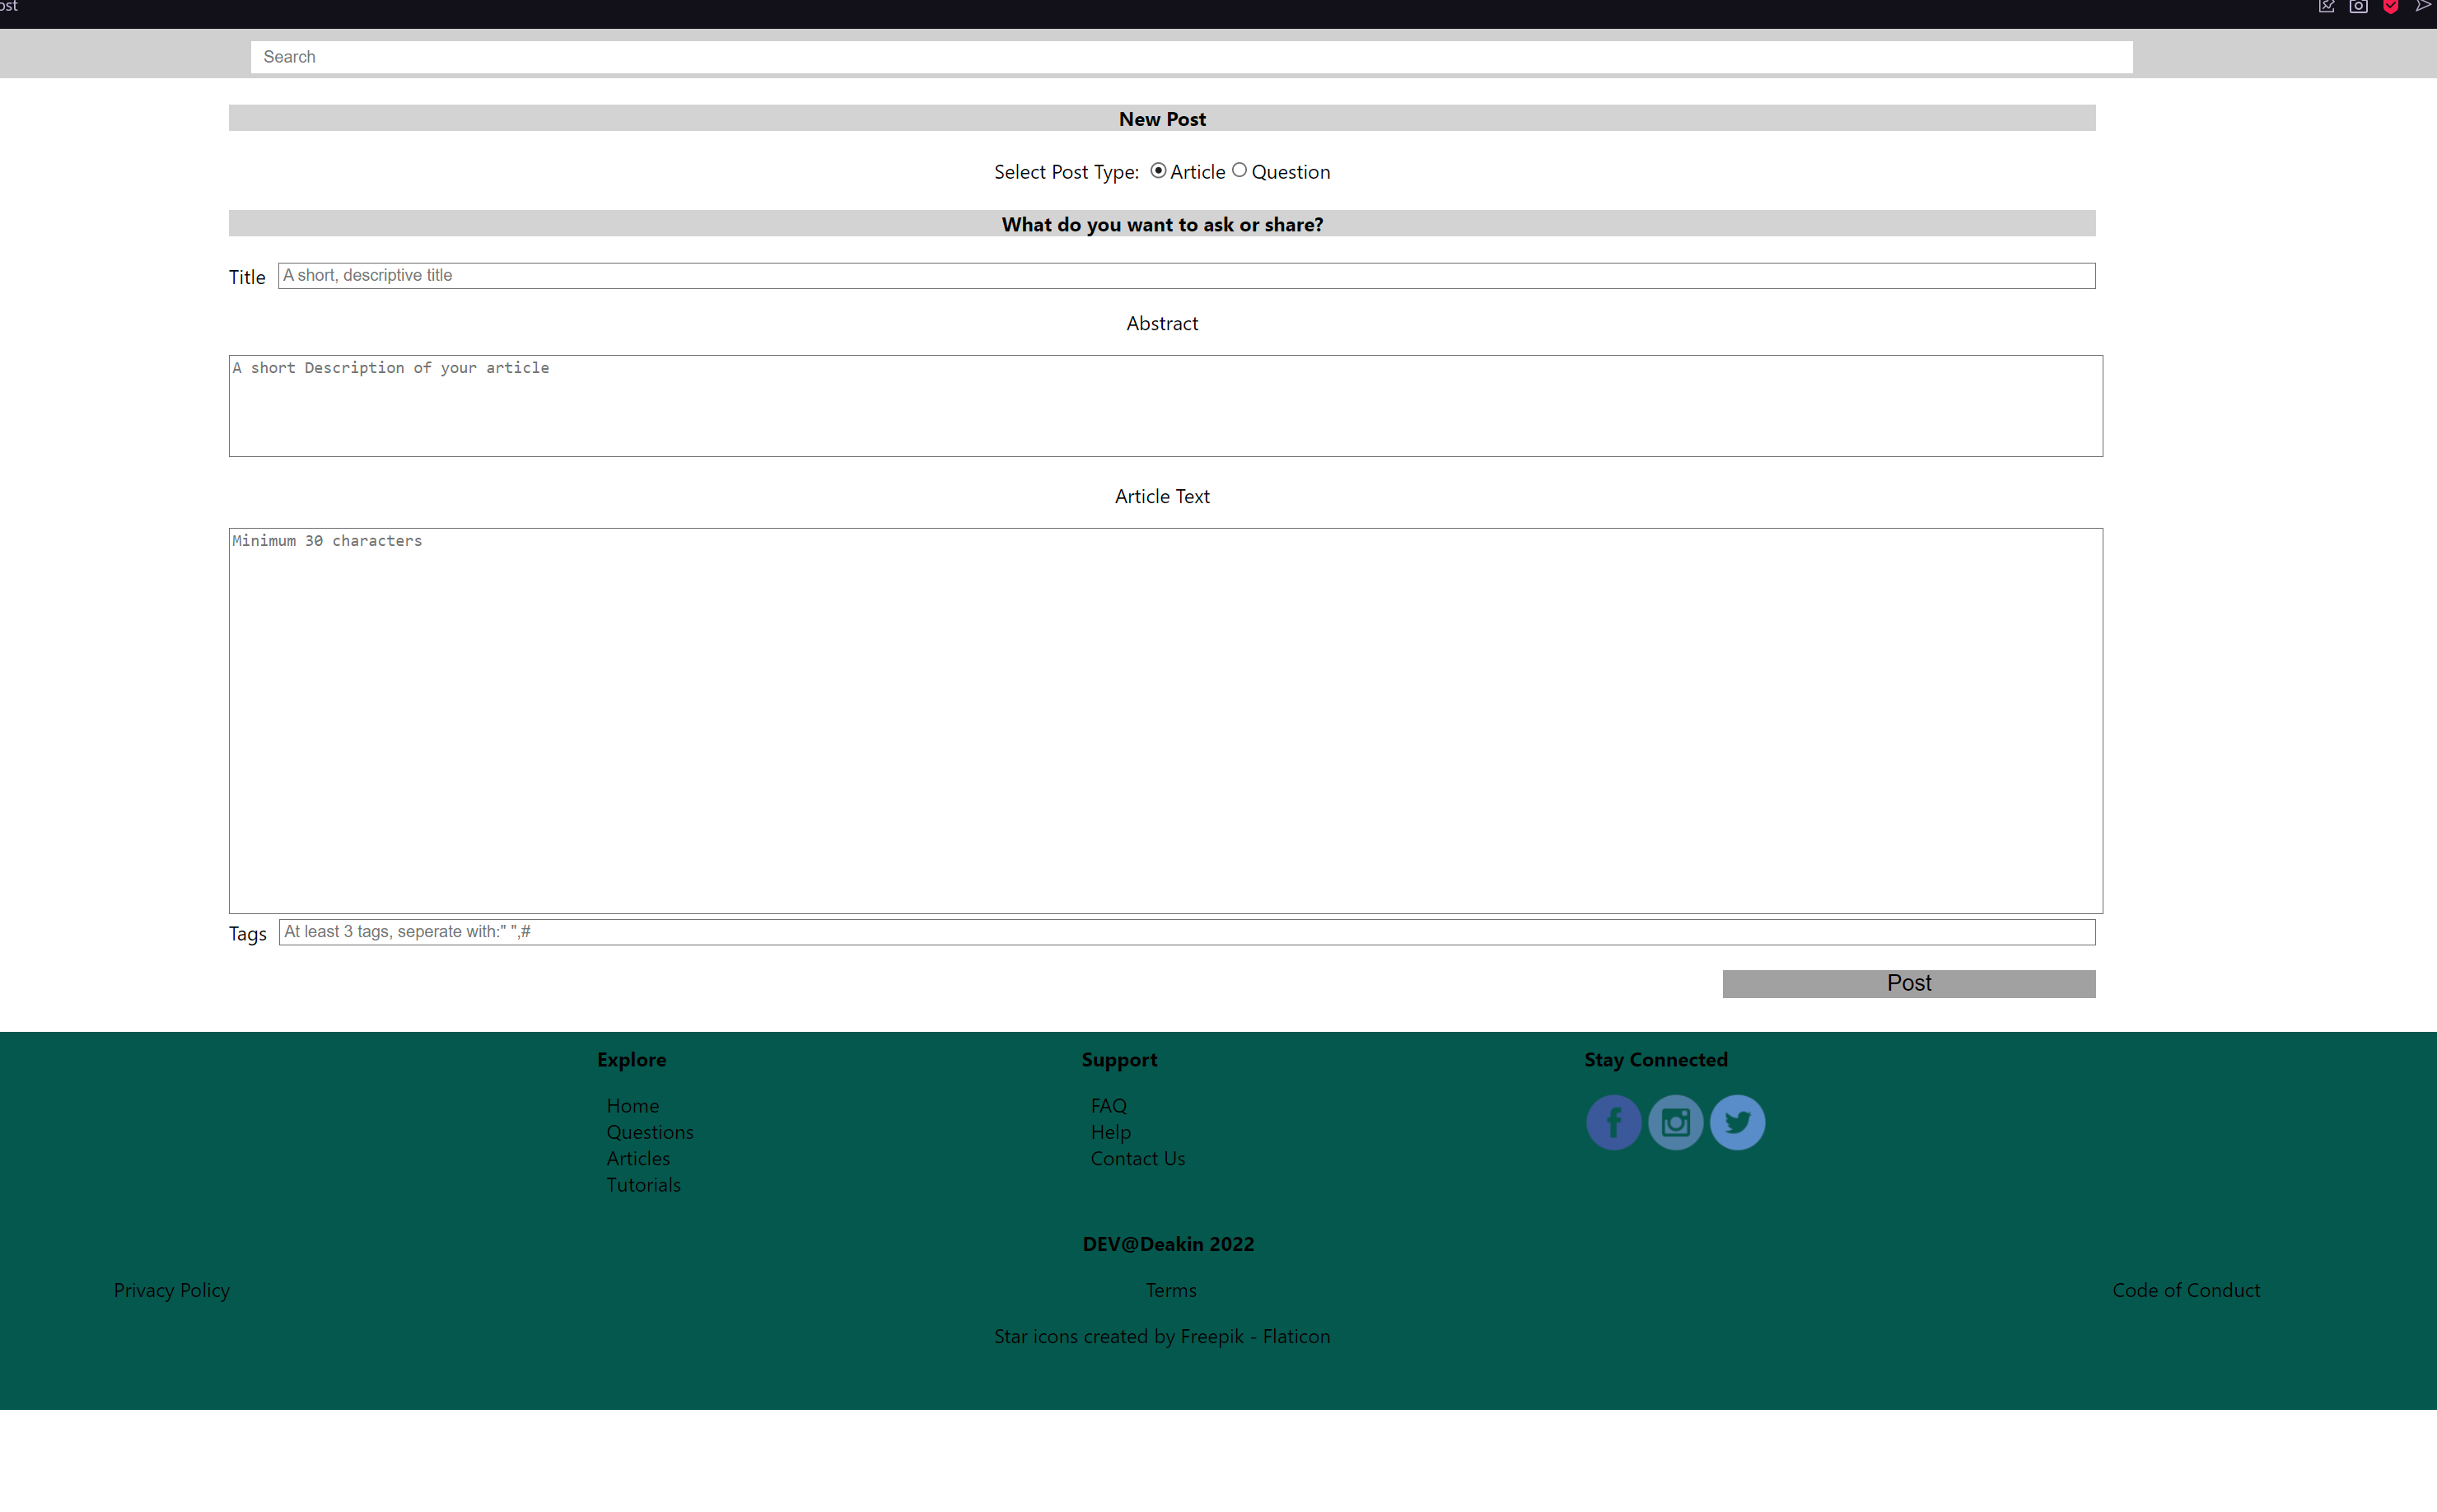 ost
Search
New Post
Select Post Type: Article Question
What do you want to ask or share?
Title A short, descriptive title
Abstract
A short Description of your article
Article Text
Minimum 30 characters
Tags At least 3 tags, seperate with:" ",#
Post
Explore
Home
Questions
Articles
Tutorials
Support
FAQ
Help
Contact Us
Stay Connected
DEV@Deakin 2022
Privacy Policy Terms Code of Conduct
Star icons created by Freepik - Flaticon